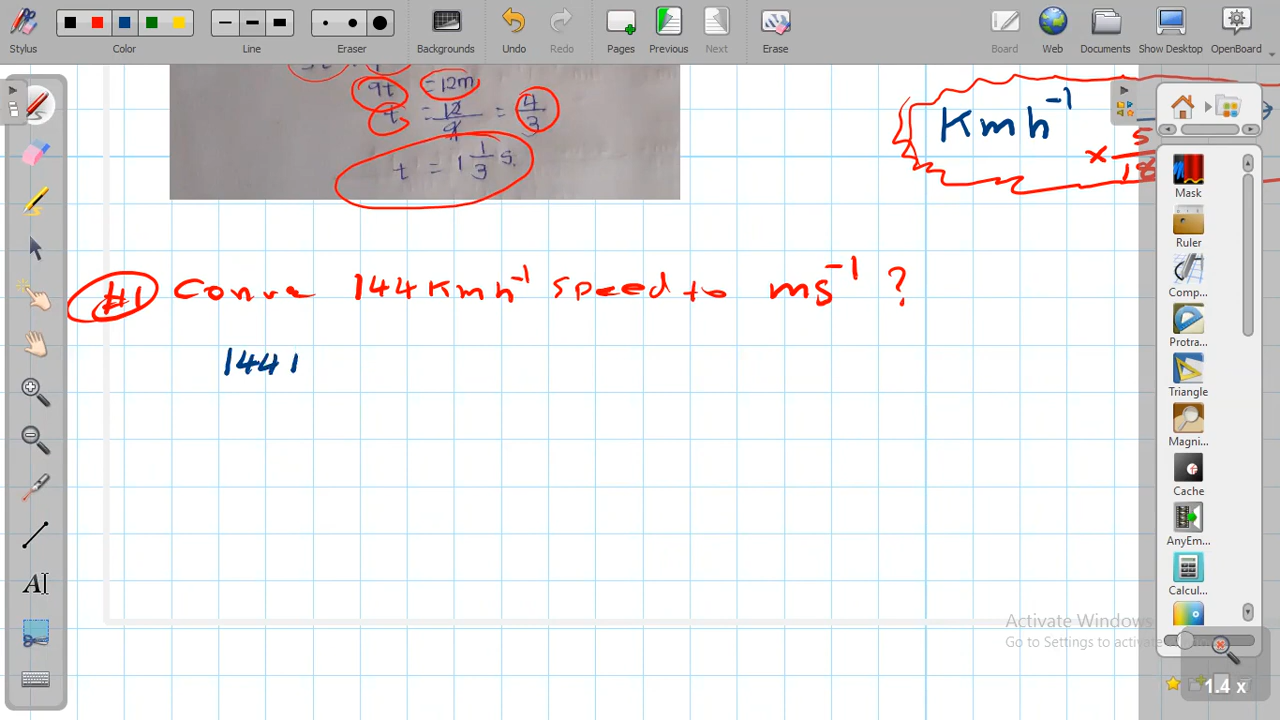 Stylus Color Line Eraser Backgrounds Undo Redo Pages Previous Next Erase Board Web Documents Show Desktop OpenBoard
9t = 12m
t = 12/9 = 4/3
t = 1 1/3 s.
Kmh⁻¹
× 5/18
#1 Conve 144 Kmh⁻¹ speed to ms⁻¹ ?
1441
Mask
Ruler
Comp...
Protra...
Triangle
Magni...
Cache
AnyEm...
Calcul...
Activate Windows
Go to Settings to activate
1.4 x